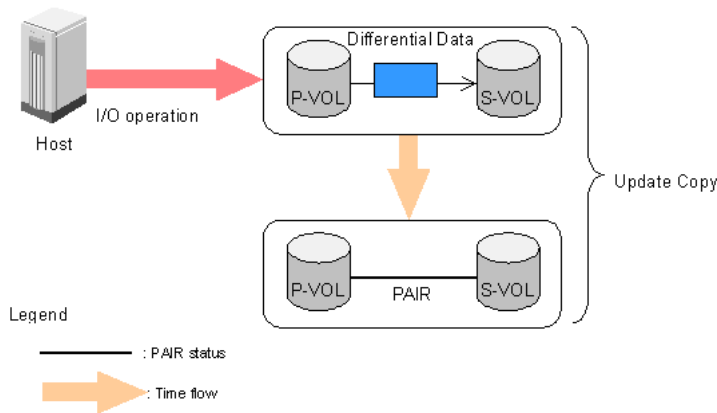 Differential Data
P-VOL
S-VOL
I/O operation
Host
Update Copy
P-VOL
S-VOL
PAIR
Legend
: PAIR status
: Time flow